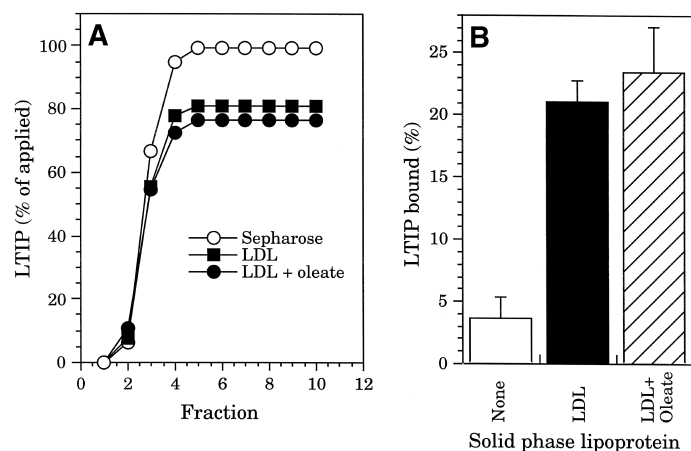 A
LTIP (% of applied)
100
80
60
40
20
0
Sepharose
LDL
LDL + oleate
0
2
4
6
8
10
12
Fraction
B
LTIP bound (%)
25
20
15
10
5
0
None
LDL
LDL+
Oleate
Solid phase lipoprotein